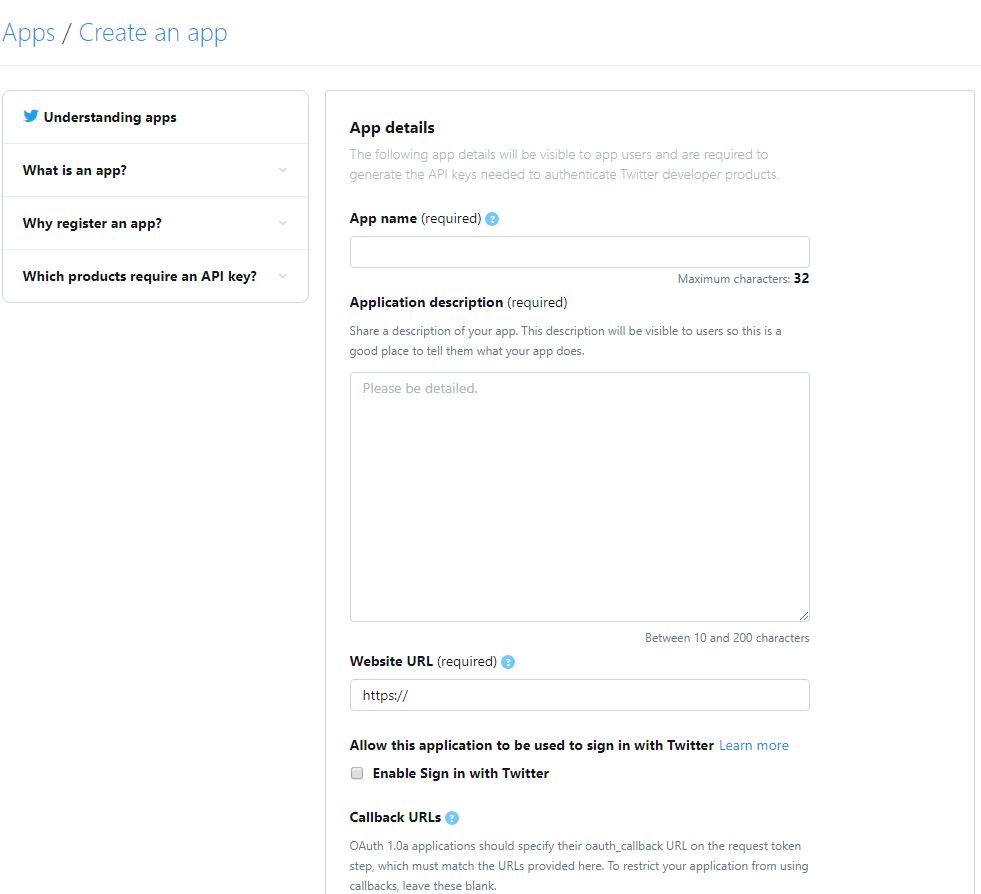 Apps / Create an app
Understanding apps
What is an app?
Why register an app?
Which products require an API key?
App details
The following app details will be visible to app users and are required to
generate the API keys needed to authenticate Twitter developer products.
App name (required) ?
Maximum characters: 32
Application description (required)
Share a description of your app. This description will be visible to users so this is a
good place to tell them what your app does.
Please be detailed.
Between 10 and 200 characters
Website URL (required) ?
https://
Allow this application to be used to sign in with Twitter Learn more
Enable Sign in with Twitter
Callback URLs ?
OAuth 1.0a applications should specify their oauth_callback URL on the request token
step, which must match the URLs provided here. To restrict your application from using
callbacks, leave these blank.